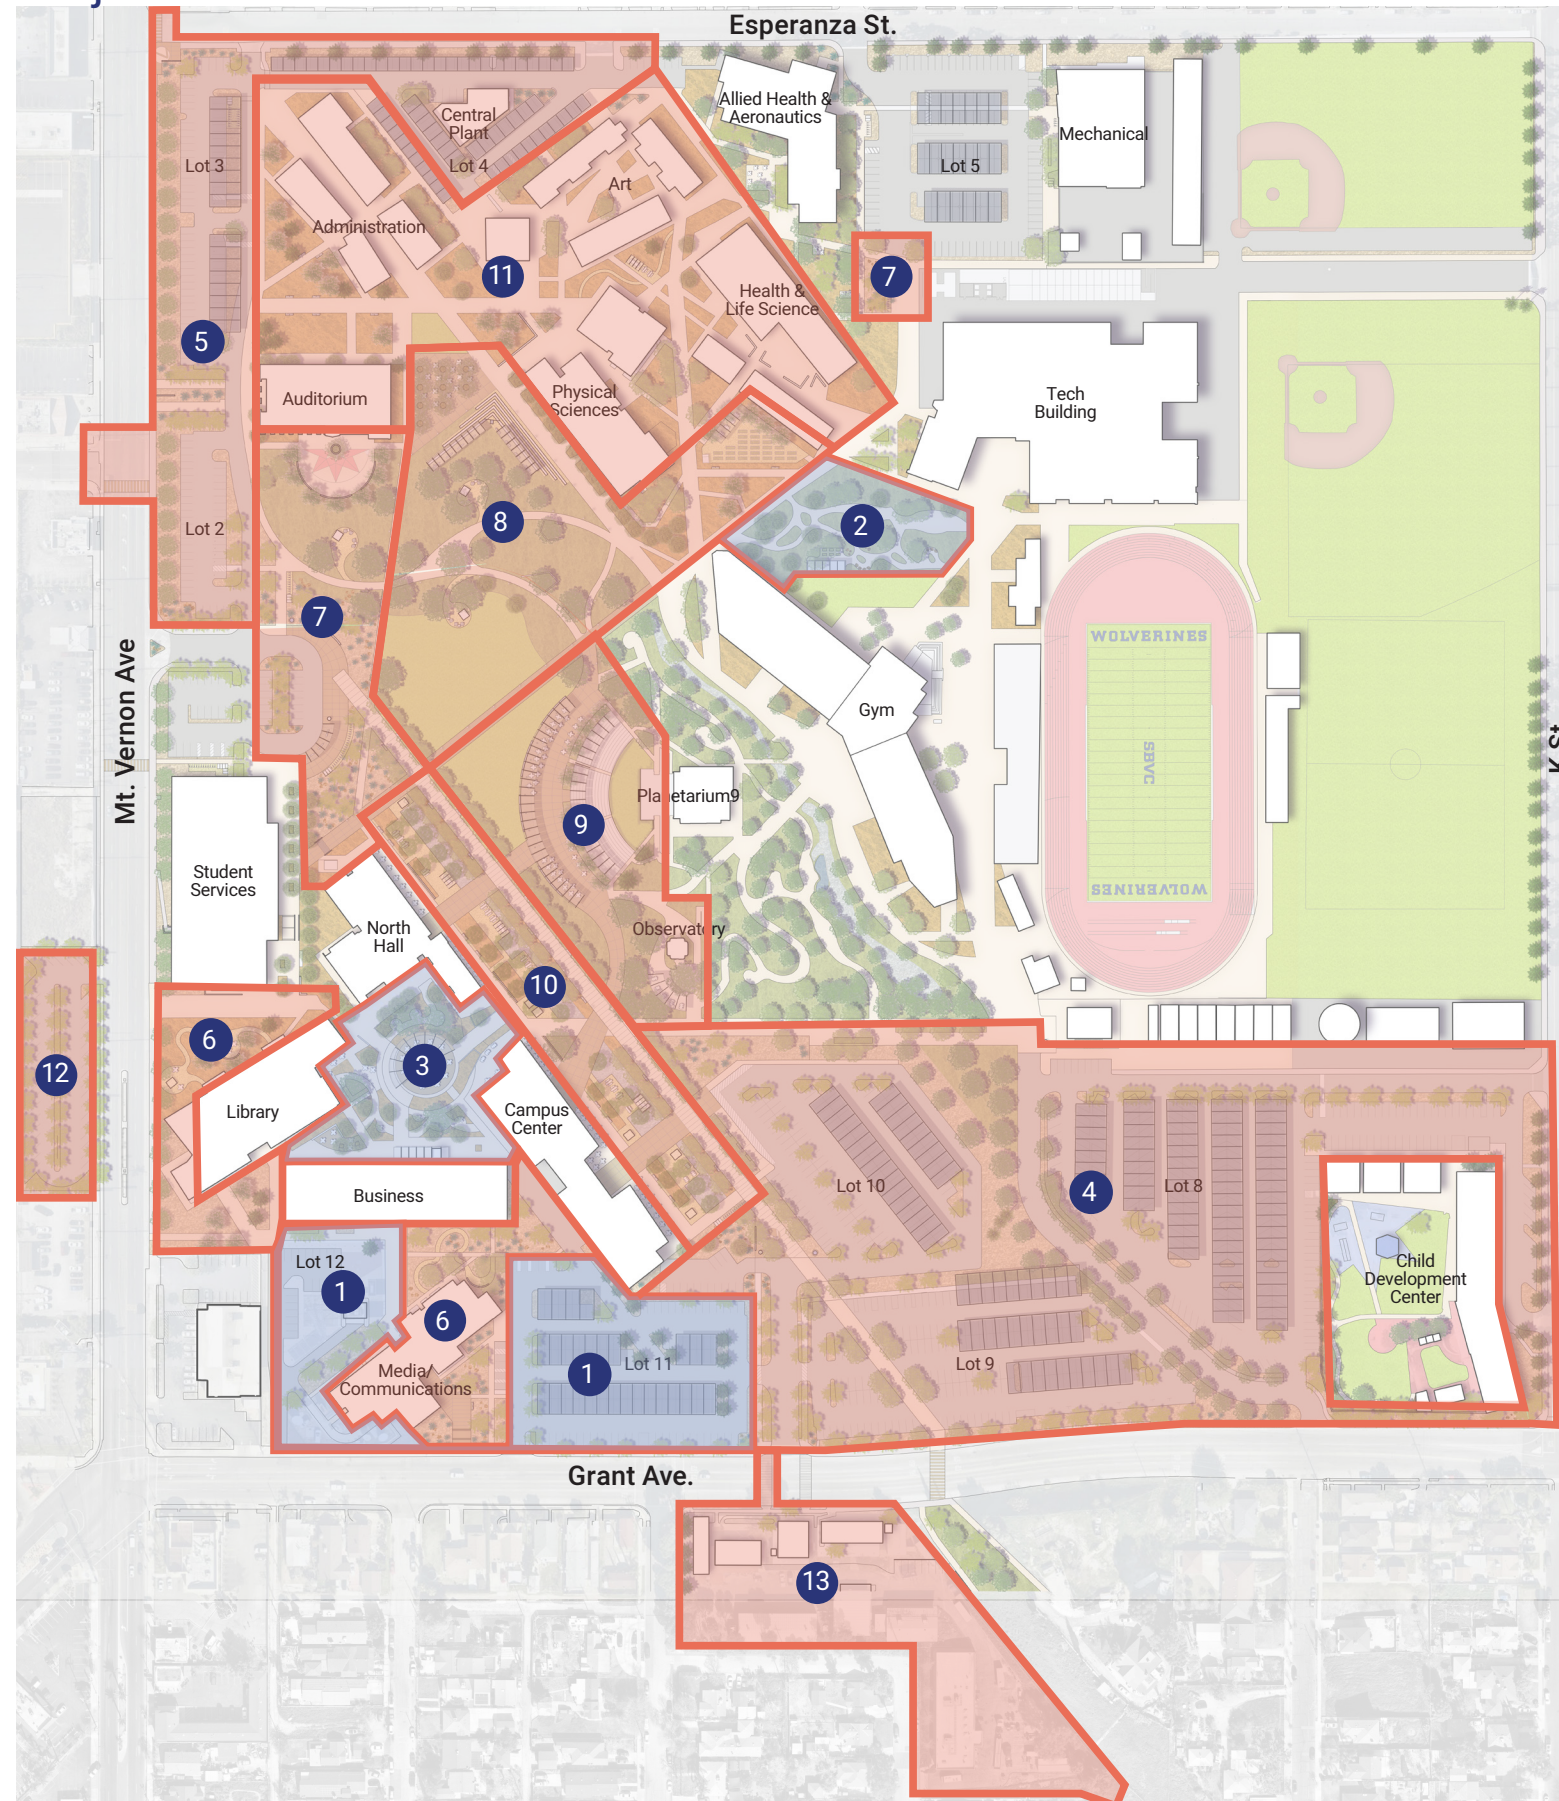 Esperanza St.
Allied Health &
Aeronautics
Central
Plant
Mechanical
Lot 3
Lot 4
Lot 5
Art
Administration
11
7
Health &
Life Science
5
Auditorium
Physical
Sciences
Tech
Building
8
2
Lot 2
7
WOLVERINES
Mt. Vernon Ave
Gym
SBVC
K St
Planetarium9
9
Student
Services
WOLVERINES
North
Hall
Observatory
10
6
3
12
Library
Campus
Center
Business
Lot 10
4
Lot 8
Lot 12
1
Child
Development
Center
6
Media/
Communications
1
Lot 11
Lot 9
Grant Ave.
13